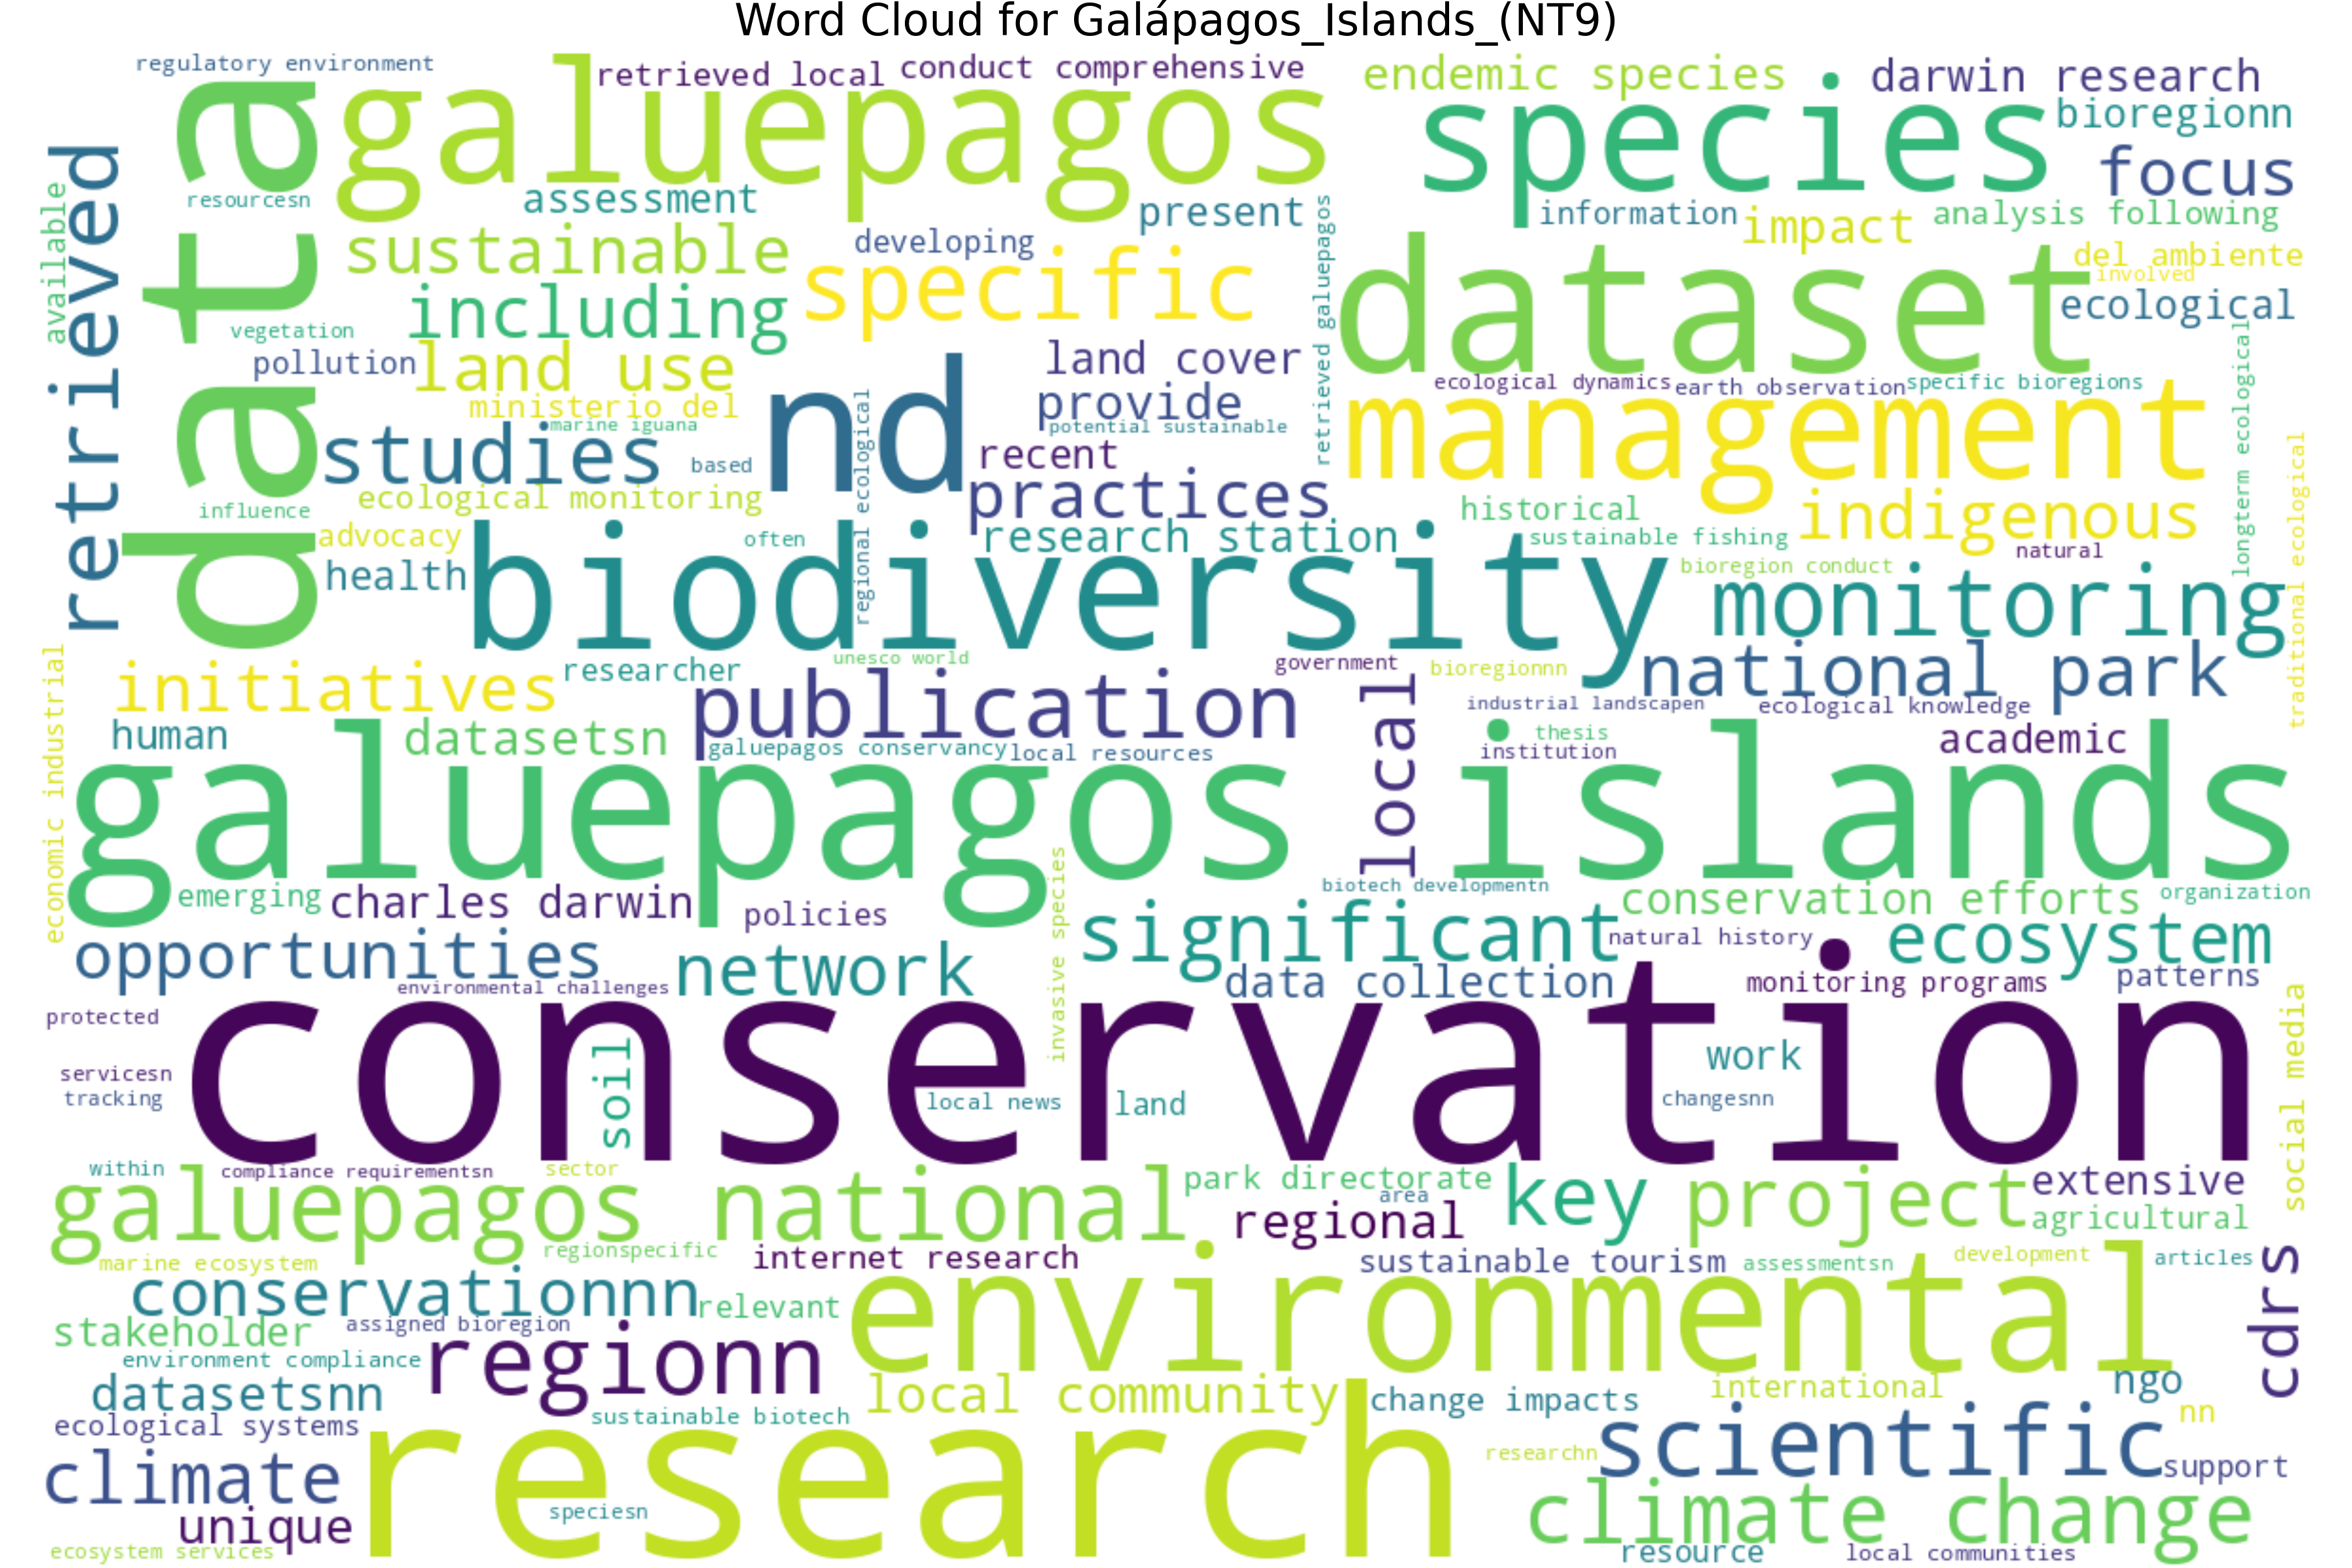 Word Cloud for Galápagos_Islands_(NT9)
regulatory environment
retrieved local
conduct comprehensive
endemic species
darwin research
data
galuepagos
species
bioregionn
focus
retrieved
available
resourcesn
assessment
present
information
impact
analysis following
sustainable
developing
specific
retrieved galuepagos
dataset
del ambiente
involved
ecological
including
vegetation
pollution
land use
land cover
ministerio del
marine iguana
nd
provide
potential sustainable
ecological dynamics
earth observation
specific bioregions
longterm ecological
management
studies
based
recent
regional ecological
ecological monitoring
practices
historical
indigenous
traditional ecological
influence
advocacy
often
research station
sustainable fishing
natural
health
biodiversity
bioregion conduct
monitoring
economic industrial
initiatives
researcher
unesco world
government
bioregionnn
national park
publication
local
industrial landscapen
ecological knowledge
human
datasetsn
galuepagos conservancy
local resources
thesis
institution
academic
galuepagos islands
emerging
charles darwin
policies
invasive species
biotech developmentn
conservation efforts
organization
opportunities
network
significant
natural history
ecosystem
environmental challenges
data collection
monitoring programs
patterns
protected
conservation
social media
servicesn
tracking
soil
local news
land
work
changesnn
within
compliance requirementsn
sector
galuepagos national
park directorate
area
key
project
extensive
regional
agricultural
marine ecosystem
regionspecific
internet research
sustainable tourism
assessmentsn
development
articles
cdrs
conservationnn
relevant
environmental
stakeholder
assigned bioregion
environment compliance
regionn
datasetsnn
local community
change impacts
international
ngo
nn
ecological systems
sustainable biotech
research
researchn
scientific
support
climate
speciesn
climate change
unique
ecosystem services
resource
local communities